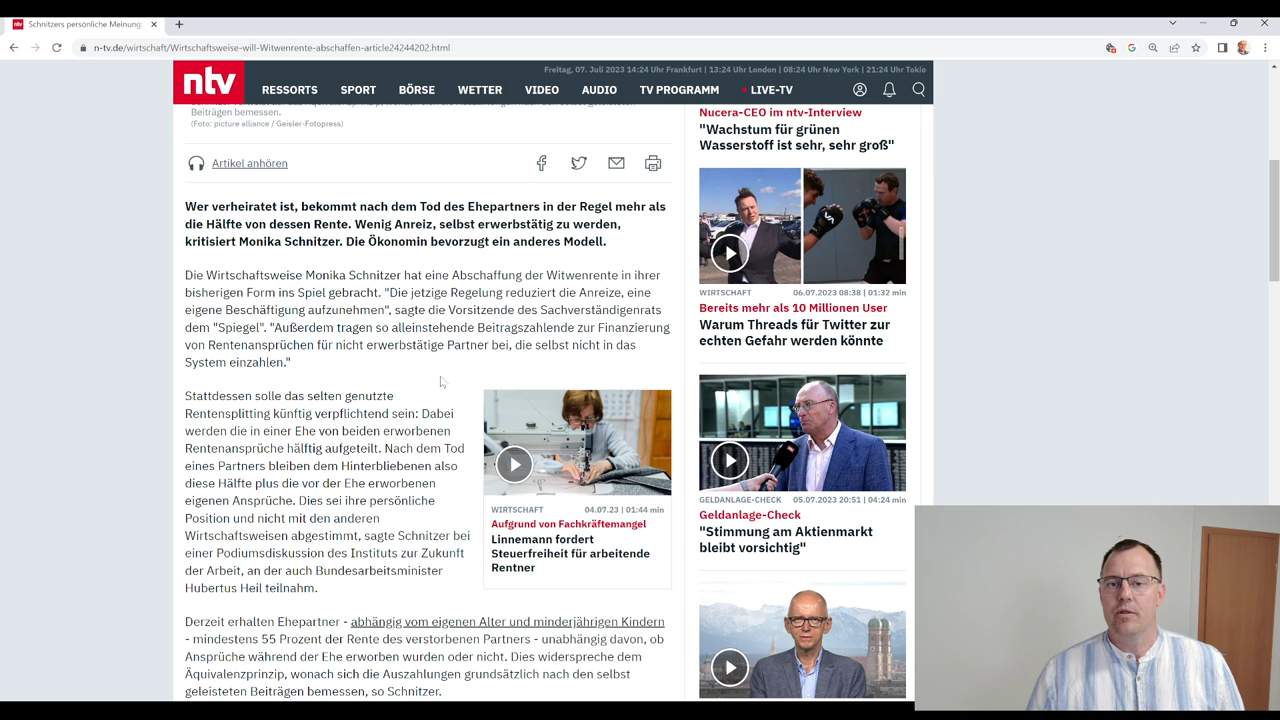 Schnitzers persönliche Meinung:
n-tv.de/wirtschaft/Wirtschaftsweise-will-Witwenrente-abschaffen-article24244202.html
Freitag, 07. Juli 2023 14:24 Uhr Frankfurt | 13:24 Uhr London | 08:24 Uhr New York | 21:24 Uhr Tokio
ntv
RESSORTS SPORT BÖRSE WETTER VIDEO AUDIO TV PROGRAMM LIVE-TV
Beiträgen bemessen.
(Foto: picture alliance / Geisler-Fotopress)
Artikel anhören
Wer verheiratet ist, bekommt nach dem Tod des Ehepartners in der Regel mehr als
die Hälfte von dessen Rente. Wenig Anreiz, selbst erwerbstätig zu werden,
kritisiert Monika Schnitzer. Die Ökonomin bevorzugt ein anderes Modell.
Die Wirtschaftsweise Monika Schnitzer hat eine Abschaffung der Witwenrente in ihrer
bisherigen Form ins Spiel gebracht. "Die jetzige Regelung reduziert die Anreize, eine
eigene Beschäftigung aufzunehmen", sagte die Vorsitzende des Sachverständigenrats
dem "Spiegel". "Außerdem tragen so alleinstehende Beitragszahlende zur Finanzierung
von Rentenansprüchen für nicht erwerbstätige Partner bei, die selbst nicht in das
System einzahlen."
Stattdessen solle das selten genutzte
Rentensplitting künftig verpflichtend sein: Dabei
werden die in einer Ehe von beiden erworbenen
Rentenansprüche hälftig aufgeteilt. Nach dem Tod
eines Partners bleiben dem Hinterbliebenen also
diese Hälfte plus die vor der Ehe erworbenen
eigenen Ansprüche. Dies sei ihre persönliche
Position und nicht mit den anderen
Wirtschaftsweisen abgestimmt, sagte Schnitzer bei
einer Podiumsdiskussion des Instituts zur Zukunft
der Arbeit, an der auch Bundesarbeitsminister
Hubertus Heil teilnahm.
WIRTSCHAFT 04.07.23 | 01:44 min
Aufgrund von Fachkräftemangel
Linnemann fordert
Steuerfreiheit für arbeitende
Rentner
Derzeit erhalten Ehepartner - abhängig vom eigenen Alter und minderjährigen Kindern
- mindestens 55 Prozent der Rente des verstorbenen Partners - unabhängig davon, ob
Ansprüche während der Ehe erworben wurden oder nicht. Dies widerspreche dem
Äquivalenzprinzip, wonach sich die Auszahlungen grundsätzlich nach den selbst
geleisteten Beiträgen bemessen, so Schnitzer.
Nucera-CEO im ntv-Interview
"Wachstum für grünen
Wasserstoff ist sehr, sehr groß"
WIRTSCHAFT 06.07.2023 08:38 | 01:32 min
Bereits mehr als 10 Millionen User
Warum Threads für Twitter zur
echten Gefahr werden könnte
GELDANLAGE-CHECK 05.07.2023 20:51 | 04:24 min
Geldanlage-Check
"Stimmung am Aktienmarkt
bleibt vorsichtig"